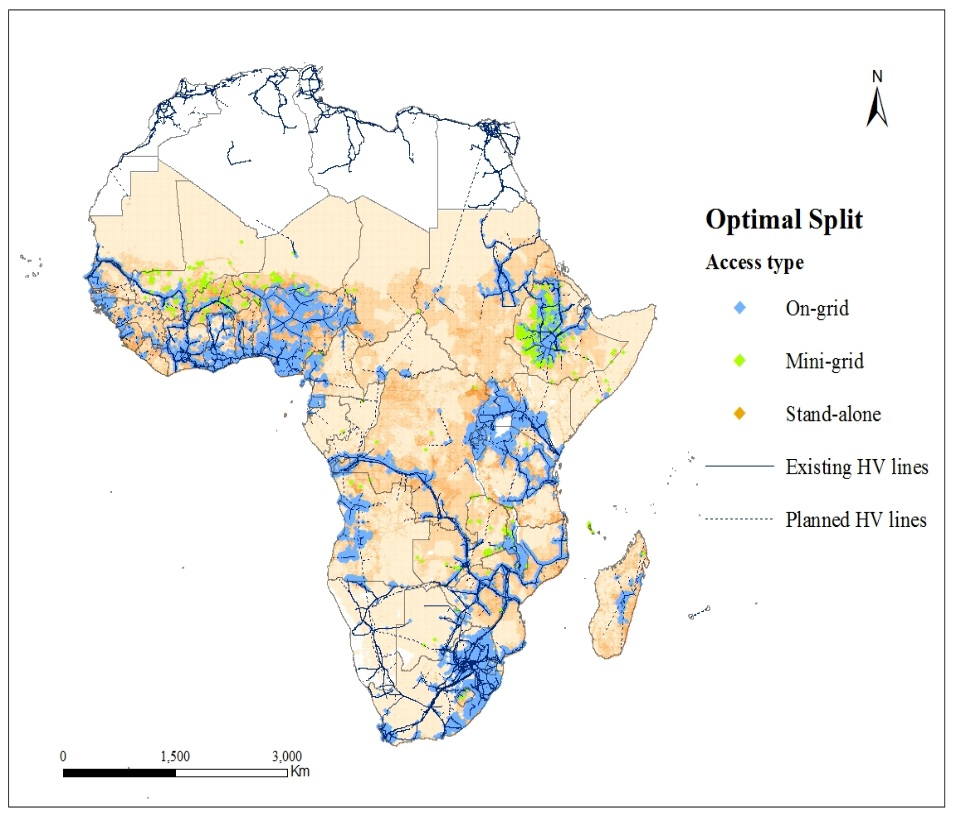 N
Optimal Split
Access type
On-grid
Mini-grid
Stand-alone
Existing HV lines
Planned HV lines
0 1,500 3,000
Km